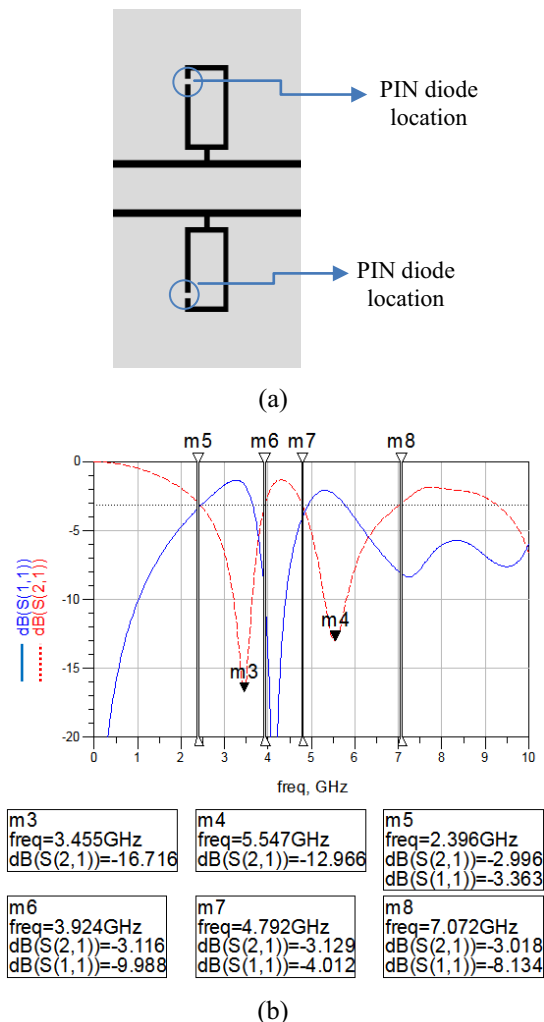 PIN diode
location
PIN diode
location
(a)
m5 m6 m7 m8
0
-5
-10
-15
-20
dB(S(1,1))
dB(S(2,1))
m3
m4
0 1 2 3 4 5 6 7 8 9 10
freq, GHz
m3
freq=3.455GHz
dB(S(2,1))=-16.716
m4
freq=5.547GHz
dB(S(2,1))=-12.966
m5
freq=2.396GHz
dB(S(2,1))=-2.996
dB(S(1,1))=-3.363
m6
freq=3.924GHz
dB(S(2,1))=-3.116
dB(S(1,1))=-9.988
m7
freq=4.792GHz
dB(S(2,1))=-3.129
dB(S(1,1))=-4.012
m8
freq=7.072GHz
dB(S(2,1))=-3.018
dB(S(1,1))=-8.134
(b)